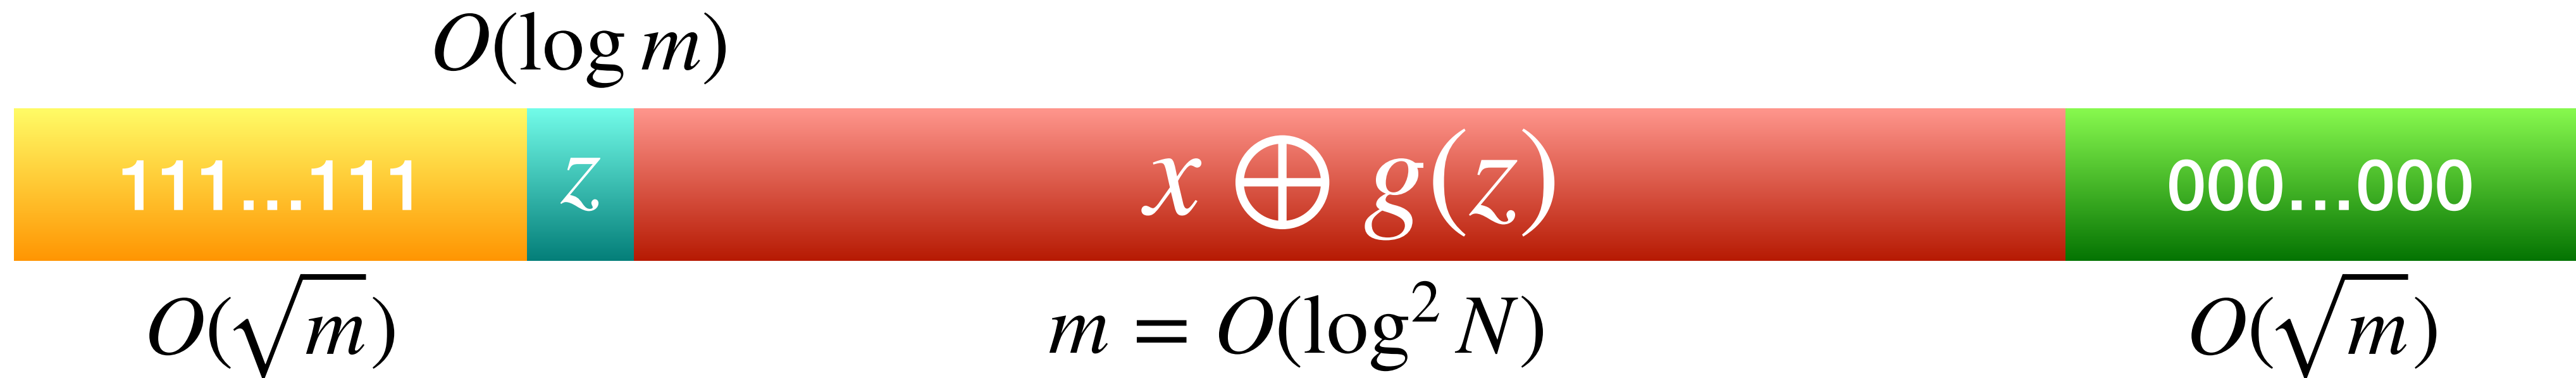 O(log m)
111...111 z x ⊕ g(z) 000...000
O(√m) m = O(log² N) O(√m)